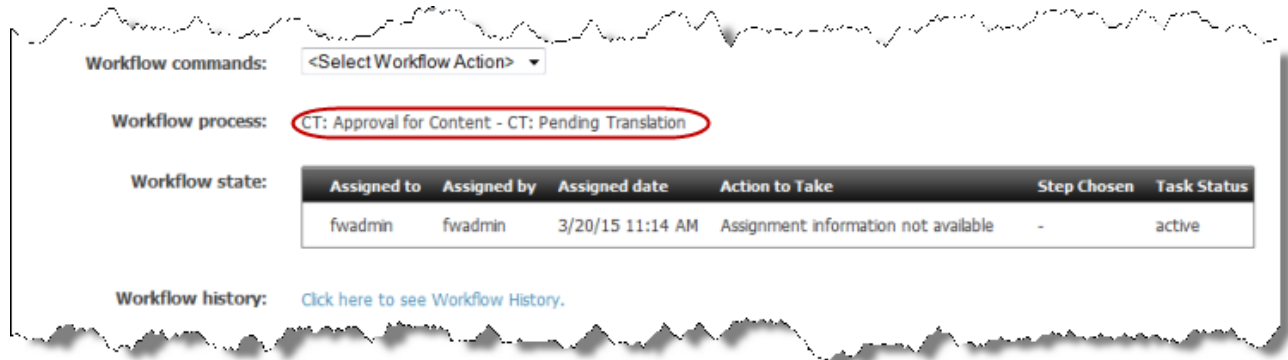 Workflow commands: <Select Workflow Action>
Workflow process: CT: Approval for Content - CT: Pending Translation
Workflow state:
Assigned to Assigned by Assigned date Action to Take Step Chosen Task Status
fwadmin fwadmin 3/20/15 11:14 AM Assignment information not available - active
Workflow history: Click here to see Workflow History.